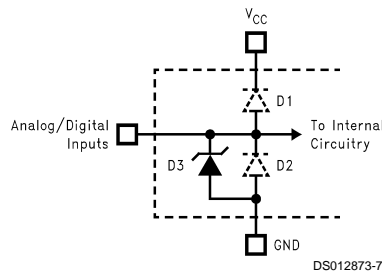 VCC
D1
Analog/Digital
Inputs
To Internal
Circuitry
D3
D2
GND
DS012873-7